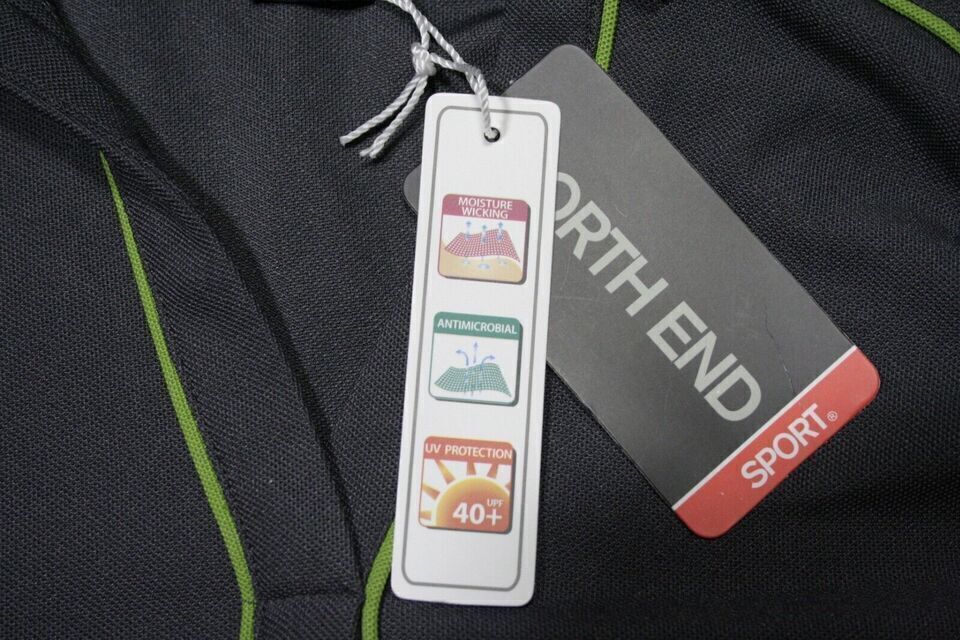 MOISTURE
WICKING
ANTIMICROBIAL
UV PROTECTION
UPF
40+
ORTH END
SPORT®